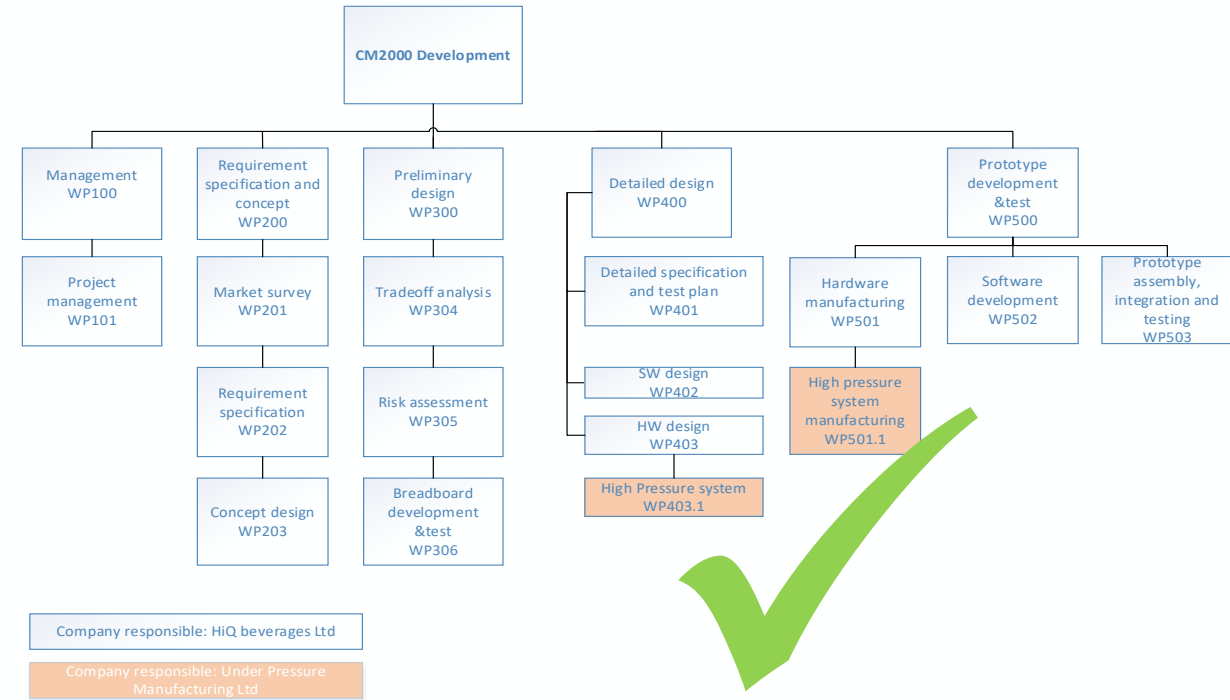 CM2000 Development
Management
WP100
Requirement
specification and
concept
WP200
Preliminary
design
WP300
Detailed design
WP400
Prototype
development
&test
WP500
Project
management
WP101
Market survey
WP201
Tradeoff analysis
WP304
Detailed specification
and test plan
WP401
Hardware
manufacturing
WP501
Software
development
WP502
Prototype
assembly,
integration and
testing
WP503
Requirement
specification
WP202
Risk assessment
WP305
SW design
WP402
HW design
WP403
High pressure
system
manufacturing
WP501.1
Concept design
WP203
Breadboard
development
&test
WP306
High Pressure system
WP403.1
Company responsible: HiQ beverages Ltd
Company responsible: Under Pressure
Manufacturing Ltd